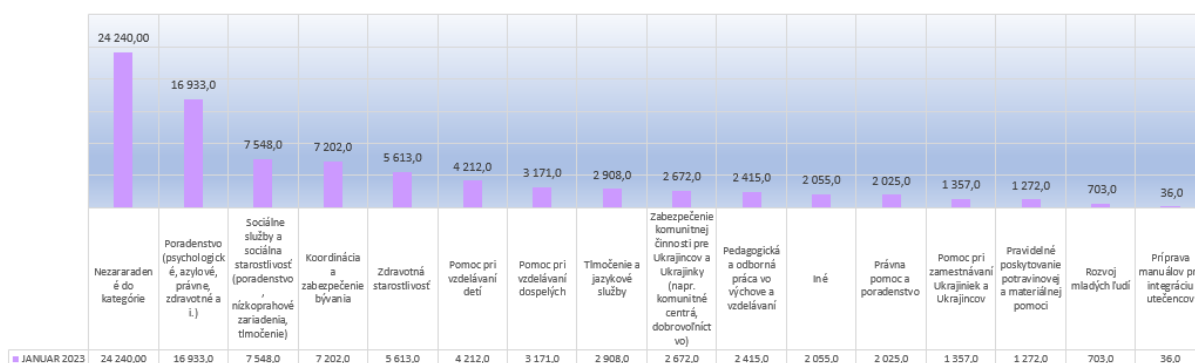 24 240,00
16 933,0
7 548,0
7 202,0
5 613,0
4 212,0
3 171,0
2 908,0
2 672,0
2 415,0
2 055,0
2 025,0
1 357,0
1 272,0
703,0
36,0
Nezararaden
é do
kategórie
Poradenstvo
(psychologick
é, azylové,
právne,
zdravotné a
i.)
Sociálne
služby a
sociálna
starostlivosť
(poradenstvo
,
nízkoprahové
zariadenia,
tlmočenie)
Koordinácia
a
zabezpečenie
bývania
Zdravotná
starostlivosť
Pomoc pri
vzdelávaní
detí
Pomoc pri
vzdelávaní
dospelých
Tlmočenie a
jazykové
služby
Zabezpečenie
komunitnej
činnosti pre
Ukrajincov a
Ukrajinky
(napr.
komunitné
centrá,
dobrovoľníct
vo)
Pedagogická
a odborná
práca vo
výchove a
vzdelávaní
Iné
Právna
pomoc a
poradenstvo
Pomoc pri
zamestnávaní
Ukrajiniek a
Ukrajincov
Pravidelné
poskytovanie
potravinovej
a materiálnej
pomoci
Rozvoj
mladých ľudí
Príprava
manuálov pr
integráciu
utečencov
JANUAR 2023 24 240,00 16 933,0 7 548,0 7 202,0 5 613,0 4 212,0 3 171,0 2 908,0 2 672,0 2 415,0 2 055,0 2 025,0 1 357,0 1 272,0 703,0 36,0